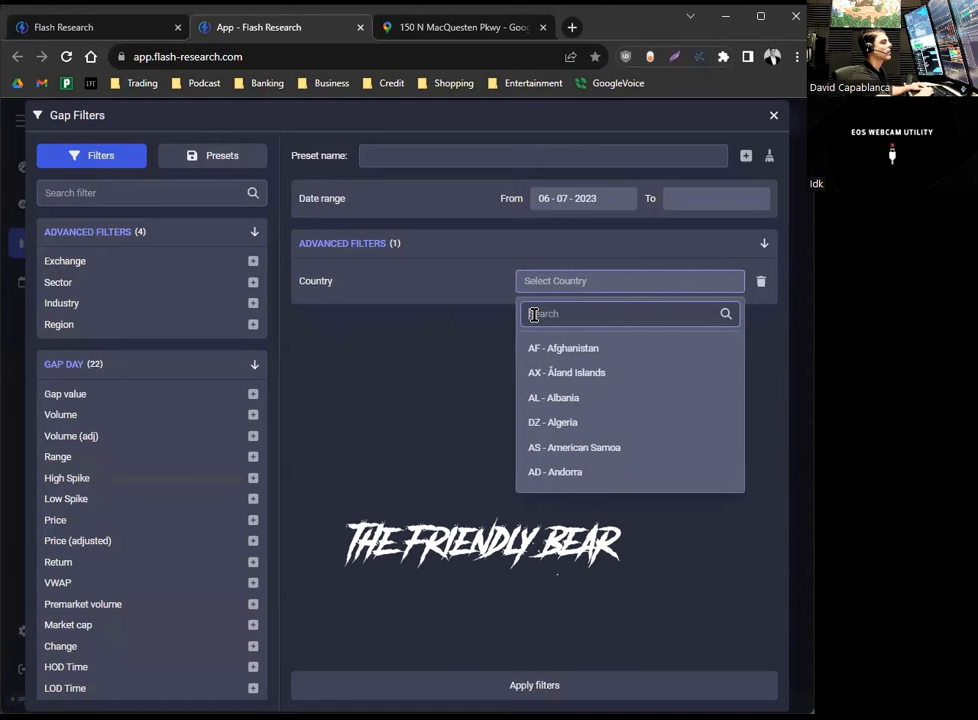 Flash Research
App - Flash Research
150 N MacQuesten Pkwy - Goo
app.flash-research.com
Trading
Podcast
Banking
Business
Credit
Shopping
Entertainment
GoogleVoice
David Capablanca
EOS WEBCAM UTILITY
Idk
Gap Filters
Filters
Presets
Search filter
ADVANCED FILTERS (4)
Exchange
Sector
Industry
Region
GAP DAY (22)
Gap value
Volume
Volume (adj)
Range
High Spike
Low Spike
Price
Price (adjusted)
Return
VWAP
Premarket volume
Market cap
Change
HOD Time
LOD Time
Preset name:
Date range From 06 - 07 - 2023 To
ADVANCED FILTERS (1)
Country Select Country
Search
AF - Afghanistan
AX - Åland Islands
AL - Albania
DZ - Algeria
AS - American Samoa
AD - Andorra
THE FRIENDLY BEAR
Apply filters